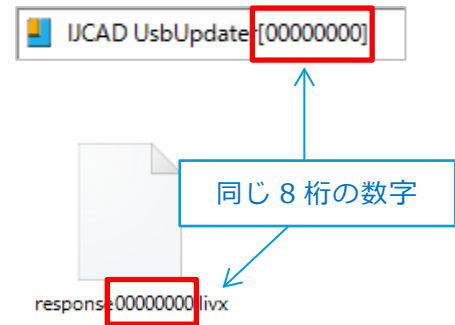 IJCAD UsbUpdater[00000000]
同じ 8 桁の数字
response00000000.livx